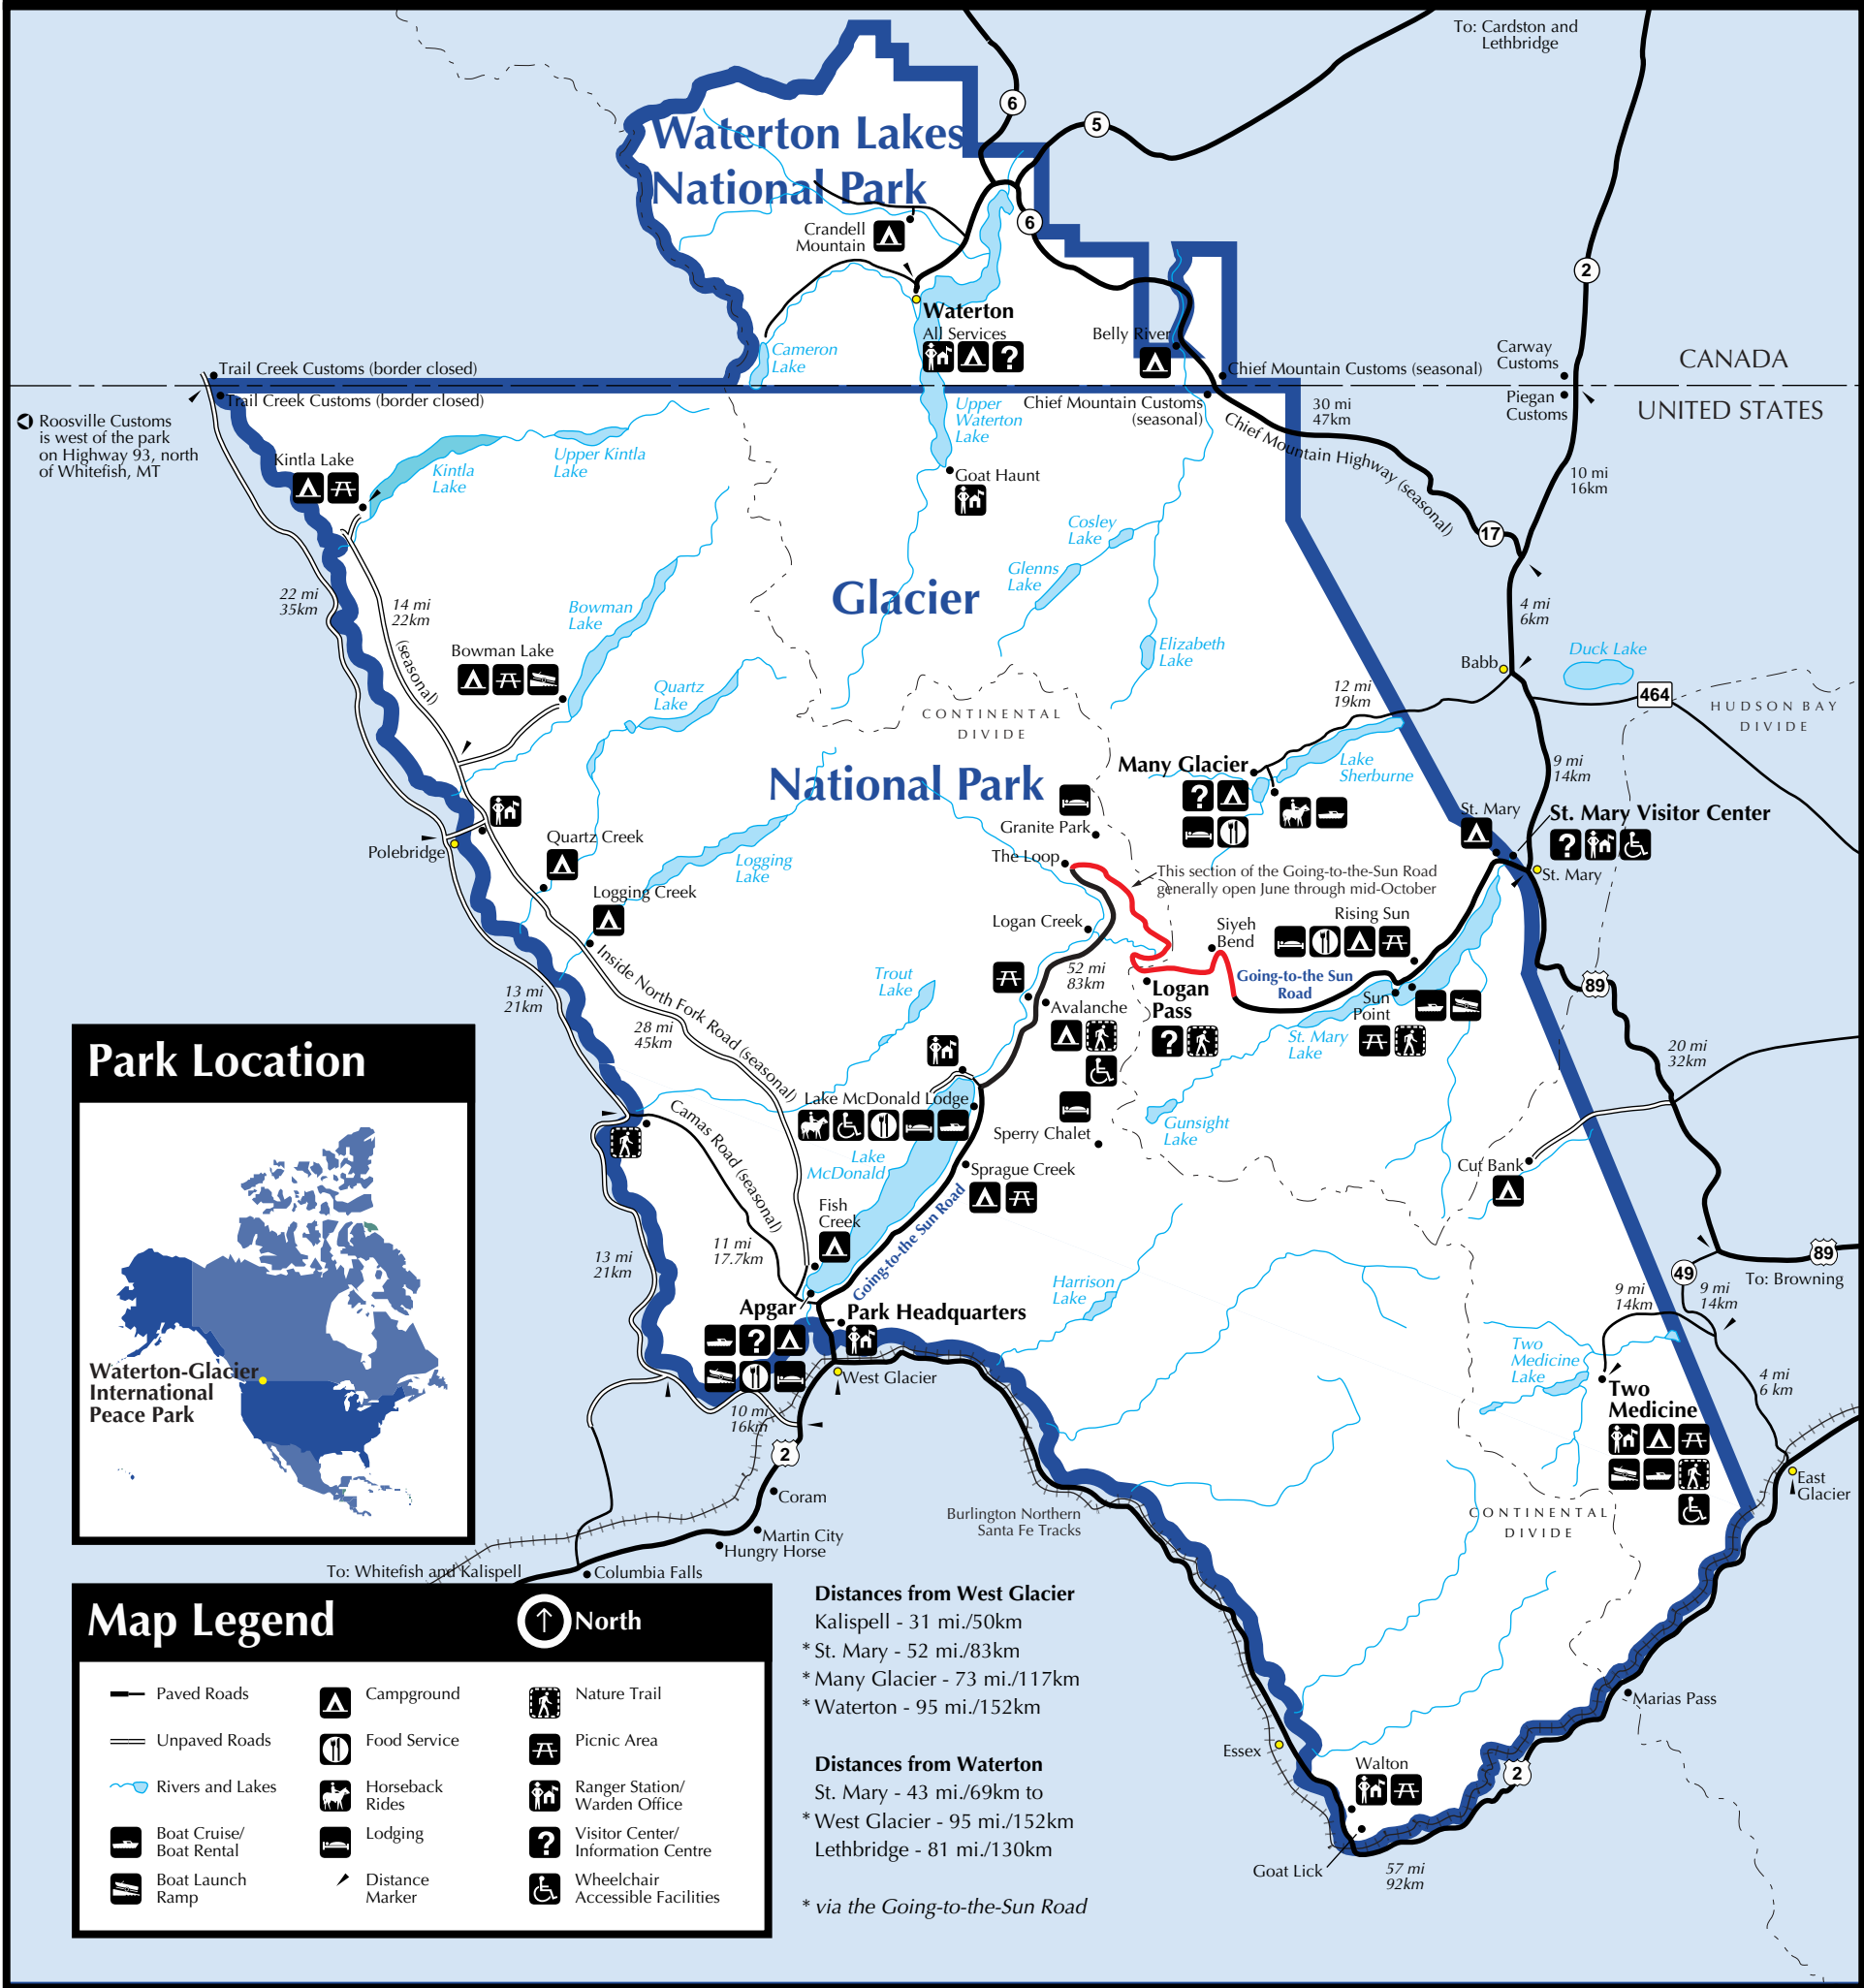 To: Cardston and
Lethbridge
6
5
Waterton Lakes
National Park
6
Crandell
Mountain
2
Waterton
All Services
Belly River
Cameron
Lake
Carway
Customs
CANADA
Trail Creek Customs (border closed)
Chief Mountain Customs (seasonal)
Trail Creek Customs (border closed)
Piegan
Customs
UNITED STATES
Chief Mountain Customs
(seasonal)
30 mi
47km
Upper
Waterton
Lake
Chief Mountain Highway (seasonal)
Roosville Customs
is west of the park
on Highway 93, north
of Whitefish, MT
Kintla Lake
Kintla
Lake
Upper Kintla
Lake
Goat Haunt
10 mi
16km
Cosley
Lake
17
Glenns
Lake
Glacier
22 mi
35km
14 mi
22km
(seasonal)
Bowman
Lake
4 mi
6km
Bowman Lake
Elizabeth
Lake
Babb
Duck Lake
Quartz
Lake
12 mi
19km
464
CONTINENTAL
DIVIDE
HUDSON BAY
DIVIDE
National Park
Many Glacier
Lake
Sherburne
9 mi
14km
St. Mary
St. Mary Visitor Center
Granite Park
The Loop
Polebridge
Quartz Creek
Logging
Lake
This section of the Going-to-the-Sun Road
generally open June through mid-October
St. Mary
Logging Creek
Logan Creek
Siyeh
Bend
Rising Sun
Inside North Fork Road (seasonal)
52 mi
83km
Going-to-the Sun
Road
89
Trout
Lake
Logan
Pass
Sun
Point
13 mi
21km
Avalanche
28 mi
45km
St. Mary
Lake
20 mi
32km
Park Location
Lake McDonald Lodge
Camas Road (seasonal)
Gunsight
Lake
Sperry Chalet
Lake
McDonald
Sprague Creek
Cut Bank
Fish
Creek
Going-to-the Sun Road
13 mi
21km
11 mi
17.7km
89
To: Browning
49
Harrison
Lake
9 mi
14km
9 mi
14km
Apgar
Park Headquarters
Two
Medicine
Lake
Waterton-Glacier
International
Peace Park
West Glacier
4 mi
6 km
Two
Medicine
10 mi
16km
2
East
Glacier
Coram
Burlington Northern
Santa Fe Tracks
CONTINENTAL
DIVIDE
Martin City
Hungry Horse
To: Whitefish and Kalispell
Columbia Falls
Map Legend
North
Paved Roads
Campground
Nature Trail
Unpaved Roads
Food Service
Picnic Area
Rivers and Lakes
Horseback
Rides
Ranger Station/
Warden Office
Boat Cruise/
Boat Rental
Lodging
Visitor Center/
Information Centre
Boat Launch
Ramp
Distance
Marker
Wheelchair
Accessible Facilities
Distances from West Glacier
Kalispell - 31 mi./50km
* St. Mary - 52 mi./83km
* Many Glacier - 73 mi./117km
* Waterton - 95 mi./152km
Distances from Waterton
St. Mary - 43 mi./69km to
* West Glacier - 95 mi./152km
Lethbridge - 81 mi./130km
* via the Going-to-the-Sun Road
Marias Pass
Essex
Walton
2
Goat Lick
57 mi
92km